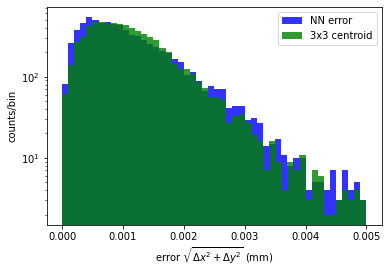 NN error
3x3 centroid
counts/bin
10²
10¹
0.000 0.001 0.002 0.003 0.004 0.005
error √Δx² + Δy² (mm)